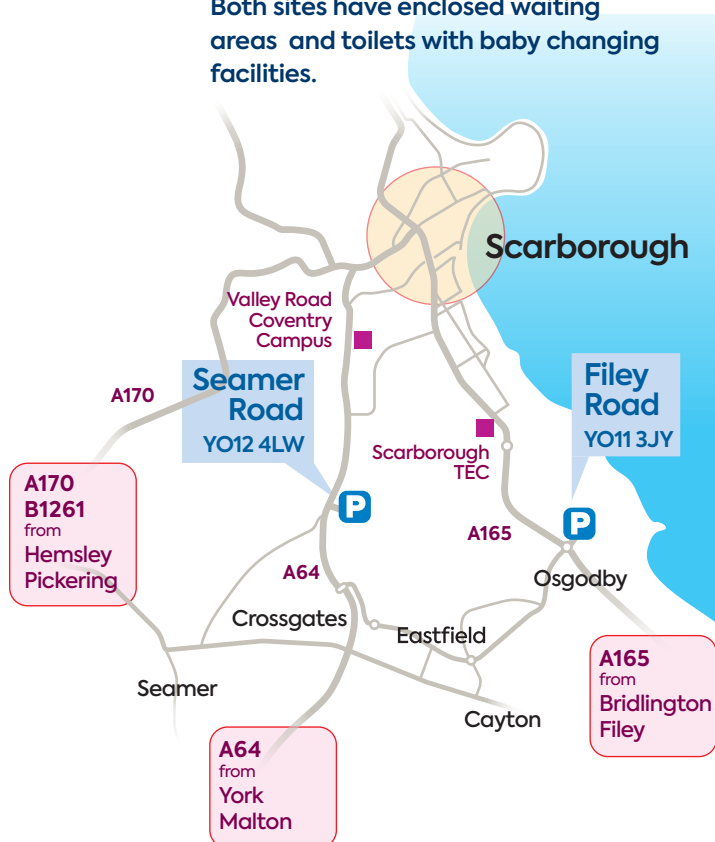 Both sites have enclosed waiting
areas and toilets with baby changing
facilities.
Scarborough
Valley Road
Coventry
Campus
A170
Seamer
Road
YO12 4LW
Filey
Road
YO11 3JY
Scarborough
TEC
A170
B1261
from
Hemsley
Pickering
P
P
A165
A64
Osgodby
Crossgates
Eastfield
Seamer
Cayton
A165
from
Bridlington
Filey
A64
from
York
Malton